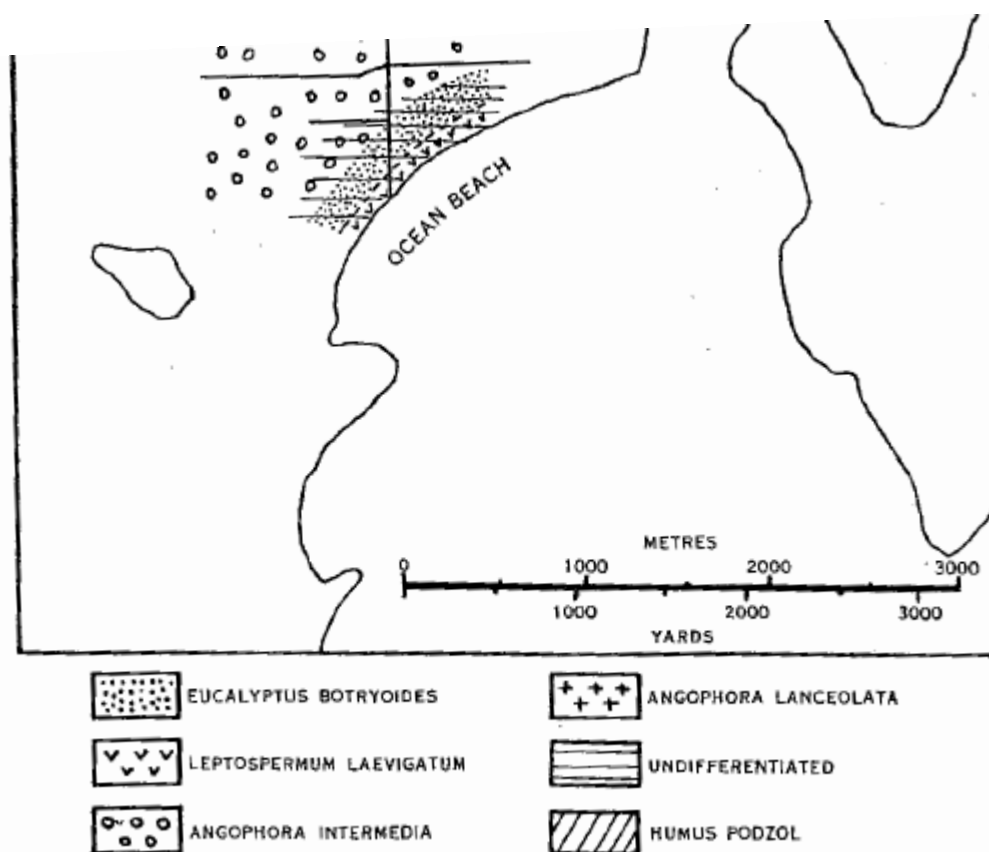 OCEAN BEACH
METRES
0 1000 2000 3000
1000 2000 3000
YARDS
EUCALYPTUS BOTRYOIDES
ANGOPHORA LANCEOLATA
LEPTOSPERMUM LAEVIGATUM
UNDIFFERENTIATED
ANGOPHORA INTERMEDIA
HUMUS PODZOL